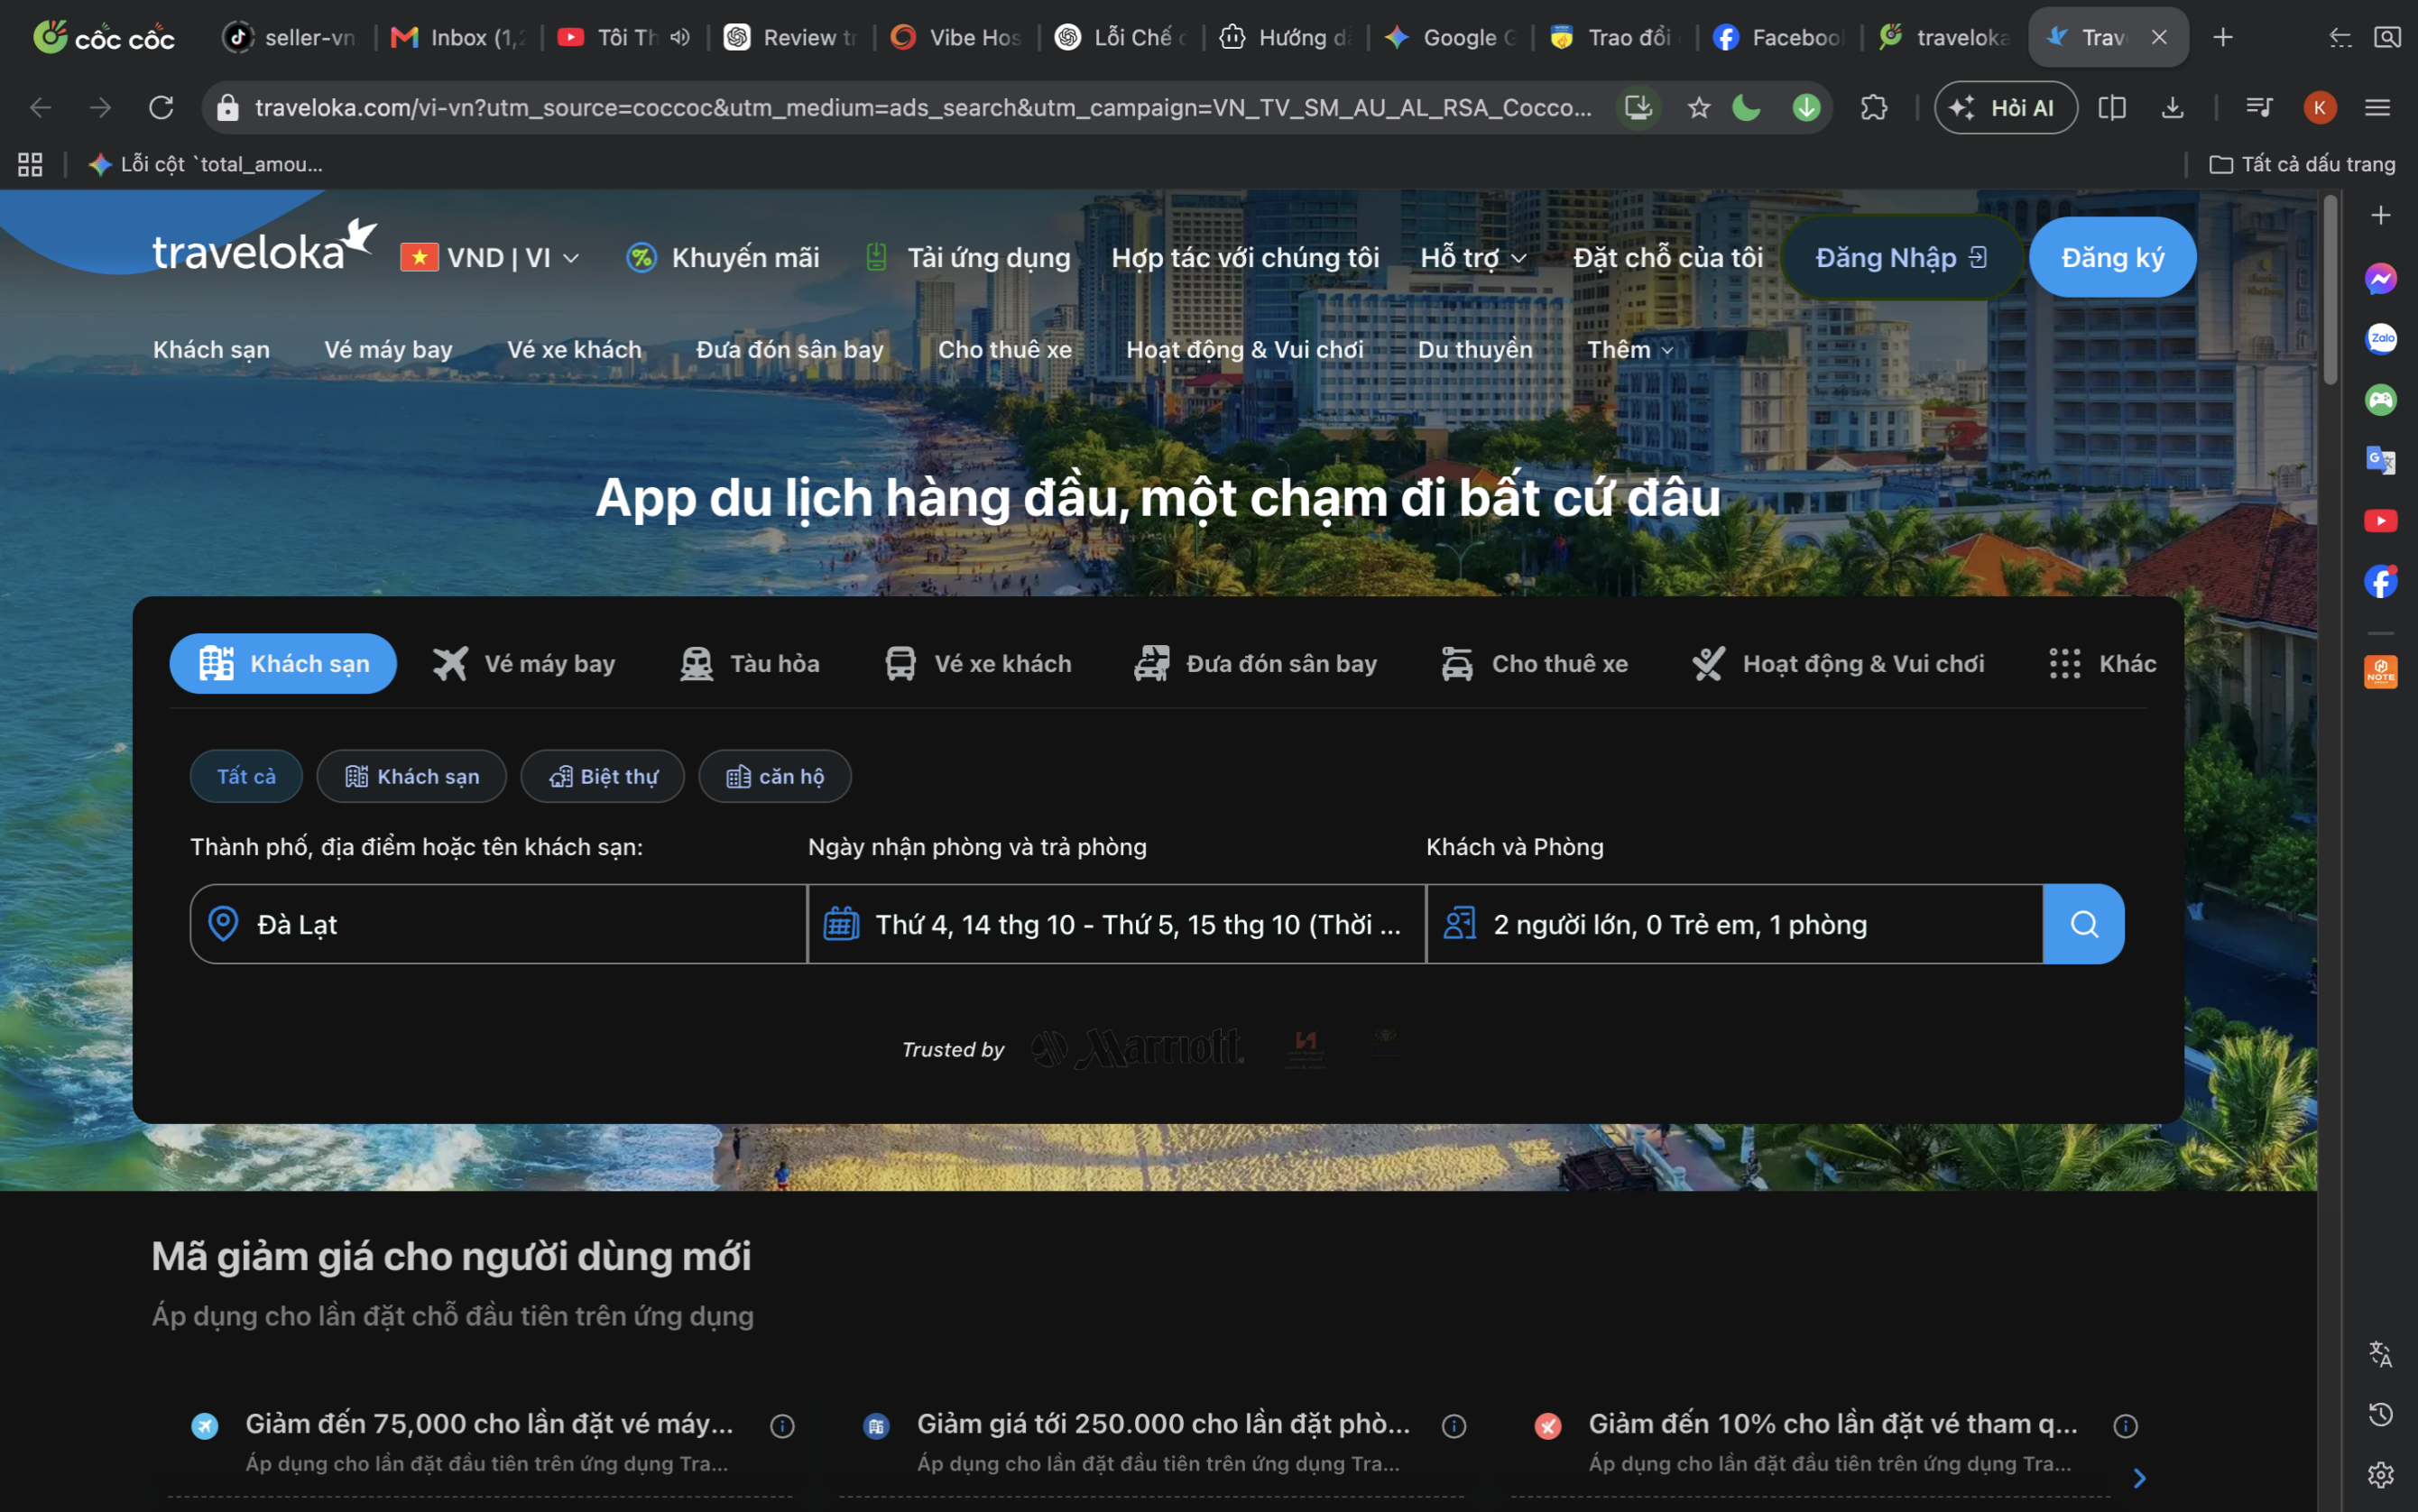 cốc cốc
seller-vn
Inbox (1,2
Tôi Th
Review tr
Vibe Hos
Lỗi Chế
Hướng d
Google G
Trao đổi
Facebool
traveloka
Trav
traveloka.com/vi-vn?utm_source=coccoc&utm_medium=ads_search&utm_campaign=VN_TV_SM_AU_AL_RSA_Cocco...
Hỏi AI
K
Lỗi cột `total_amou...
Tất cả dấu trang
traveloka
VND | VI
Khuyến mãi
Tải ứng dụng
Hợp tác với chúng tôi
Hỗ trợ
Đặt chỗ của tôi
Đăng Nhập
Đăng ký
Khách sạn
Vé máy bay
Vé xe khách
Đưa đón sân bay
Cho thuê xe
Hoạt động & Vui chơi
Du thuyền
Thêm
Zalo
App du lịch hàng đầu, một chạm đi bất cứ đâu
Khách sạn
Vé máy bay
Tàu hỏa
Vé xe khách
Đưa đón sân bay
Cho thuê xe
Hoạt động & Vui chơi
Khác
NOTE
Tất cả
Khách sạn
Biệt thự
căn hộ
Thành phố, địa điểm hoặc tên khách sạn:
Ngày nhận phòng và trả phòng
Khách và Phòng
Đà Lạt
Thứ 4, 14 thg 10 - Thứ 5, 15 thg 10 (Thời ...
2 người lớn, 0 Trẻ em, 1 phòng
Trusted by
Marriott
Mã giảm giá cho người dùng mới
Áp dụng cho lần đặt chỗ đầu tiên trên ứng dụng
Giảm đến 75,000 cho lần đặt vé máy...
Áp dụng cho lần đặt đầu tiên trên ứng dụng Tra...
Giảm giá tới 250.000 cho lần đặt phò...
Áp dụng cho lần đặt đầu tiên trên ứng dụng Tra...
Giảm đến 10% cho lần đặt vé tham q...
Áp dụng cho lần đặt đầu tiên trên ứng dụng Tra...